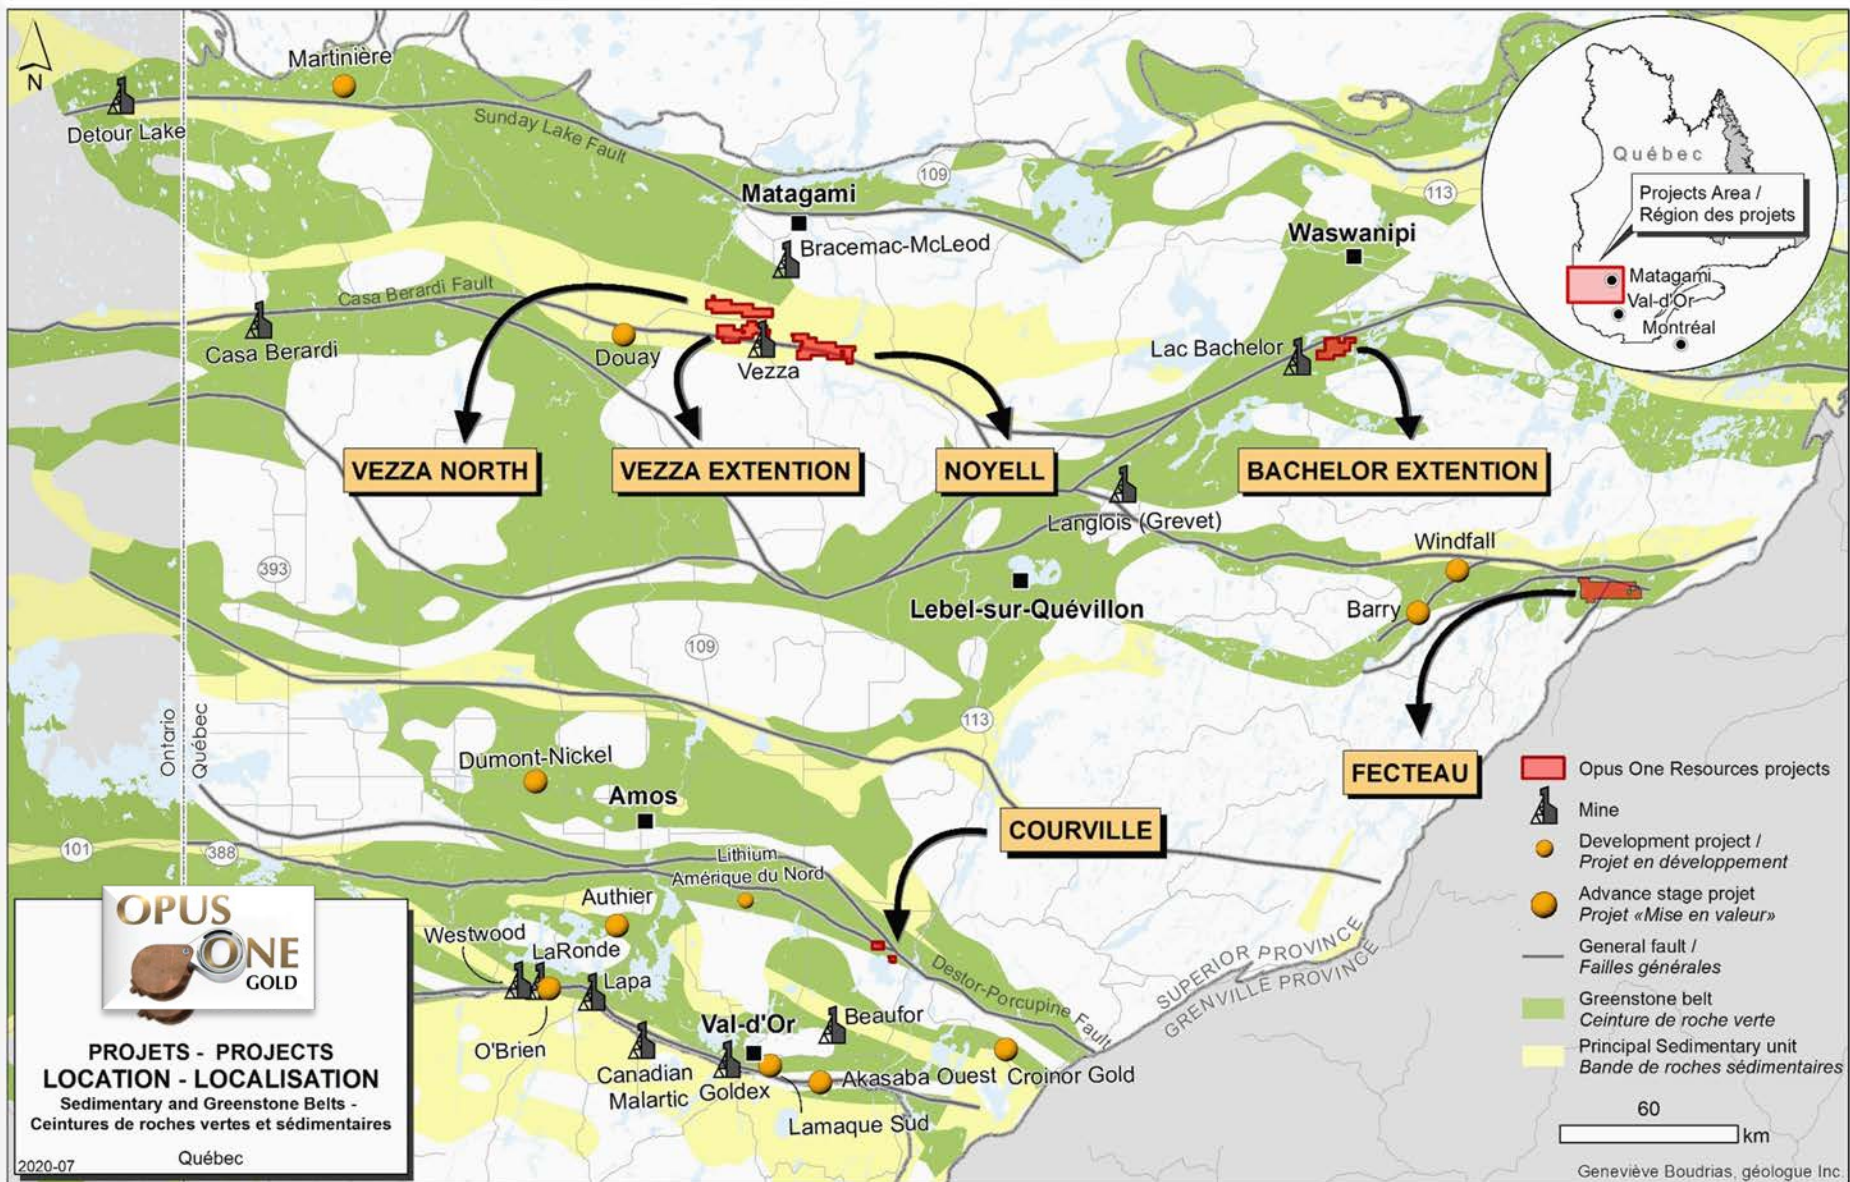 N
Martinière
Detour Lake
Sunday Lake Fault
109
113
Matagami
Bracemac-McLeod
Waswanipi
Québec
Projects Area /
Région des projets
Matagami
Val-d'Or
Montréal
Casa Berardi Fault
Casa Berardi
Douay
Vezza
Lac Bachelor
VEZZA NORTH
VEZZA EXTENTION
NOYELL
BACHELOR EXTENTION
Langlois (Grevet)
Windfall
393
Lebel-sur-Quévillon
Barry
109
Ontario
Québec
113
Dumont-Nickel
Amos
FECTEAU
COURVILLE
101
388
Lithium
Amérique du Nord
Authier
Westwood
LaRonde
Lapa
O'Brien
Canadian
Malartic
Val-d'Or
Goldex
Beaufor
Akasaba Ouest
Croinor Gold
Lamaque Sud
Destor-Porcupine Fault
SUPERIOR PROVINCE
GRENVILLE PROVINCE
Opus One Resources projects
Mine
Development project /
Projet en développement
Advance stage projet
Projet «Mise en valeur»
General fault /
Failles générales
Greenstone belt
Ceinture de roche verte
Principal Sedimentary unit
Bande de roches sédimentaires
60
km
Geneviève Boudrias, géologue Inc.
OPUS
ONE
GOLD
PROJETS - PROJECTS
LOCATION - LOCALISATION
Sedimentary and Greenstone Belts -
Ceintures de roches vertes et sédimentaires
Québec
2020-07